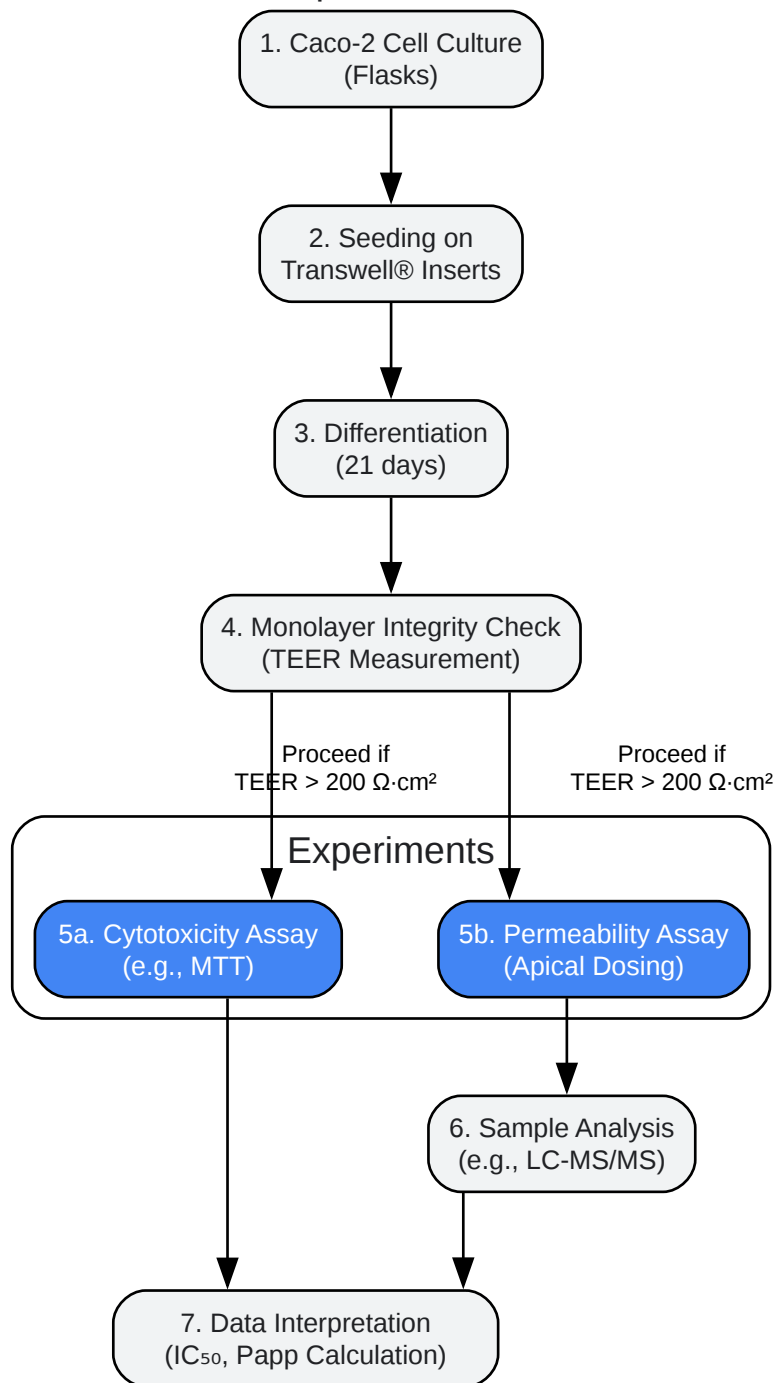 1. Caco-2 Cell Culture
(Flasks)
2. Seeding on
Transwell® Inserts
3. Differentiation
(21 days)
4. Monolayer Integrity Check
(TEER Measurement)
Proceed if
TEER > 200 Ω·cm²
Proceed if
TEER > 200 Ω·cm²
Experiments
5a. Cytotoxicity Assay
(e.g., MTT)
5b. Permeability Assay
(Apical Dosing)
6. Sample Analysis
(e.g., LC-MS/MS)
7. Data Interpretation
(IC₅₀, Papp Calculation)